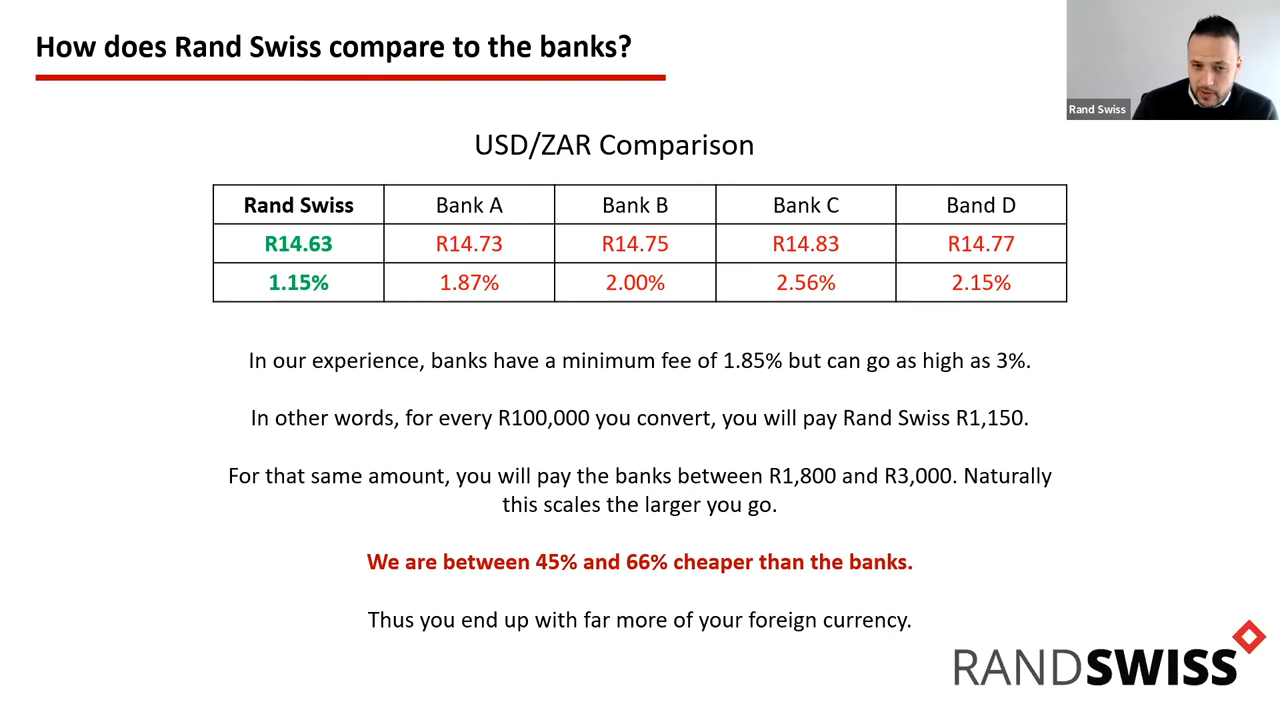 How does Rand Swiss compare to the banks?
Rand Swiss
USD/ZAR Comparison
Rand Swiss Bank A Bank B Bank C Band D
R14.63 R14.73 R14.75 R14.83 R14.77
1.15% 1.87% 2.00% 2.56% 2.15%
In our experience, banks have a minimum fee of 1.85% but can go as high as 3%.
In other words, for every R100,000 you convert, you will pay Rand Swiss R1,150.
For that same amount, you will pay the banks between R1,800 and R3,000. Naturally
this scales the larger you go.
We are between 45% and 66% cheaper than the banks.
Thus you end up with far more of your foreign currency.
RANDSWISS